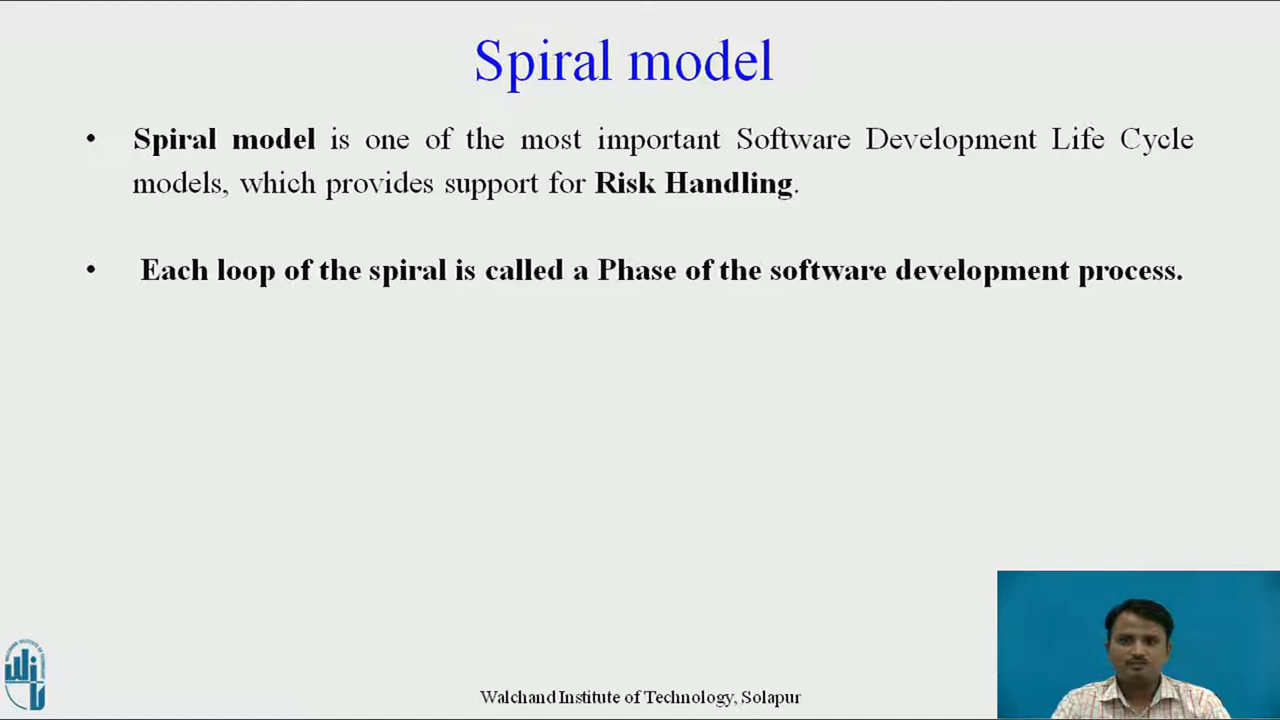 Spiral model
• Spiral model is one of the most important Software Development Life Cycle
models, which provides support for Risk Handling.
• Each loop of the spiral is called a Phase of the software development process.
Walchand Institute of Technology, Solapur